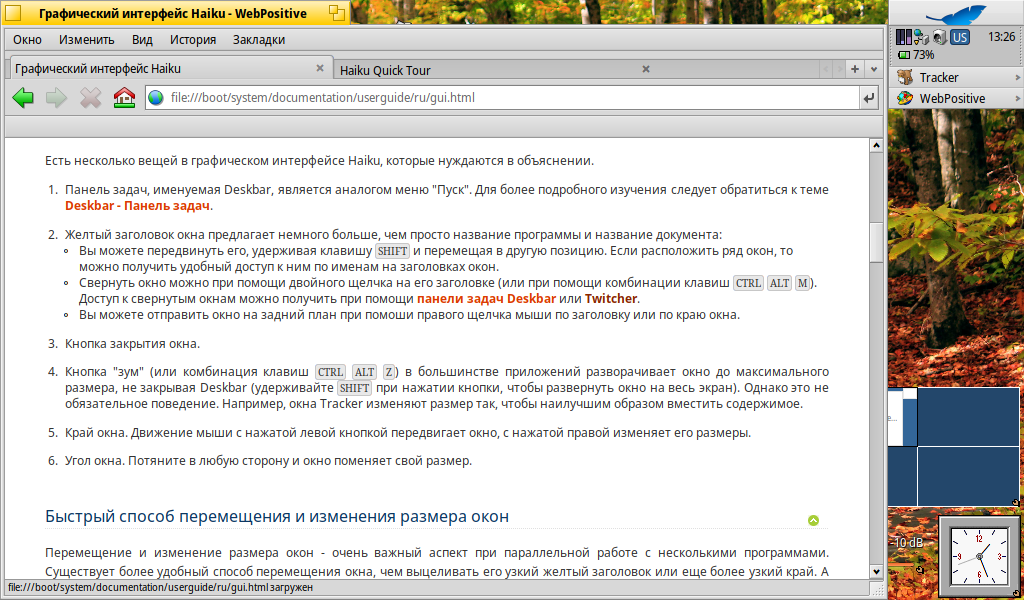 Графический интерфейс Haiku - WebPositive
Окно Изменить Вид История Закладки
Графический интерфейс Haiku
Haiku Quick Tour
file:///boot/system/documentation/userguide/ru/gui.html
Есть несколько вещей в графическом интерфейсе Haiku, которые нуждаются в объяснении.
1. Панель задач, именуемая Deskbar, является аналогом меню "Пуск". Для более подробного изучения следует обратиться к теме
Deskbar - Панель задач.
2. Желтый заголовок окна предлагает немного больше, чем просто название программы и название документа:
Вы можете передвинуть его, удерживая клавишу SHIFT и перемещая в другую позицию. Если расположить ряд окон, то
можно получить удобный доступ к ним по именам на заголовках окон.
Свернуть окно можно при помощи двойного щелчка на его заголовке (или при помощи комбинации клавиш CTRL ALT M).
Доступ к свернутым окнам можно получить при помощи панели задач Deskbar или Twitcher.
Вы можете отправить окно на задний план при помоши правого щелчка мыши по заголовку или по краю окна.
3. Кнопка закрытия окна.
4. Кнопка "зум" (или комбинация клавиш CTRL ALT Z) в большинстве приложений разворачивает окно до максимального
размера, не закрывая Deskbar (удерживайте SHIFT при нажатии кнопки, чтобы развернуть окно на весь экран). Однако это не
обязательное поведение. Например, окна Tracker изменяют размер так, чтобы наилучшим образом вместить содержимое.
5. Край окна. Движение мыши с нажатой левой кнопкой передвигает окно, с нажатой правой изменяет его размеры.
6. Угол окна. Потяните в любую сторону и окно поменяет свой размер.
Быстрый способ перемещения и изменения размера окон
Перемещение и изменение размера окон - очень важный аспект при параллельной работе с несколькими программами.
Существует более удобный способ перемещения окна, чем выцеливать его узкий желтый заголовок или еще более узкий край. А
file:///boot/system/documentation/userguide/ru/gui.html загружен
US 13:26
73%
Tracker
WebPositive
-10 dB
12
9 3
6